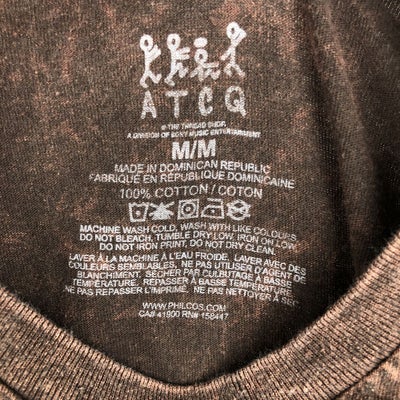 ATCQ
© THE THREAD SHOP.
A DIVISION OF SONY MUSIC ENTERTAINMENT
M/M
MADE IN DOMINICAN REPUBLIC
FABRIQUÉ EN RÉPUBLIQUE DOMINICAINE
100% COTTON / COTON
MACHINE WASH COLD, WASH WITH LIKE COLOURS.
DO NOT BLEACH, TUMBLE DRY LOW, IRON ON LOW.
DO NOT IRON PRINT, DO NOT DRY CLEAN.
LAVER À LA MACHINE À L'EAU FROIDE, LAVER AVEC DES
COULEURS SEMBLABLES, NE PAS UTILISER D'AGENT DE
BLANCHIMENT, SÉCHER PAR CULBUTAGE À BASSE
TEMPÉRATURE, REPASSER À BASSE TEMPÉRATURE
NE PAS REPASSER L'IMPRIMÉ, NE PAS NETTOYER À SEC
WWW.PHILCOS.COM
CA# 41900 RN# 158447